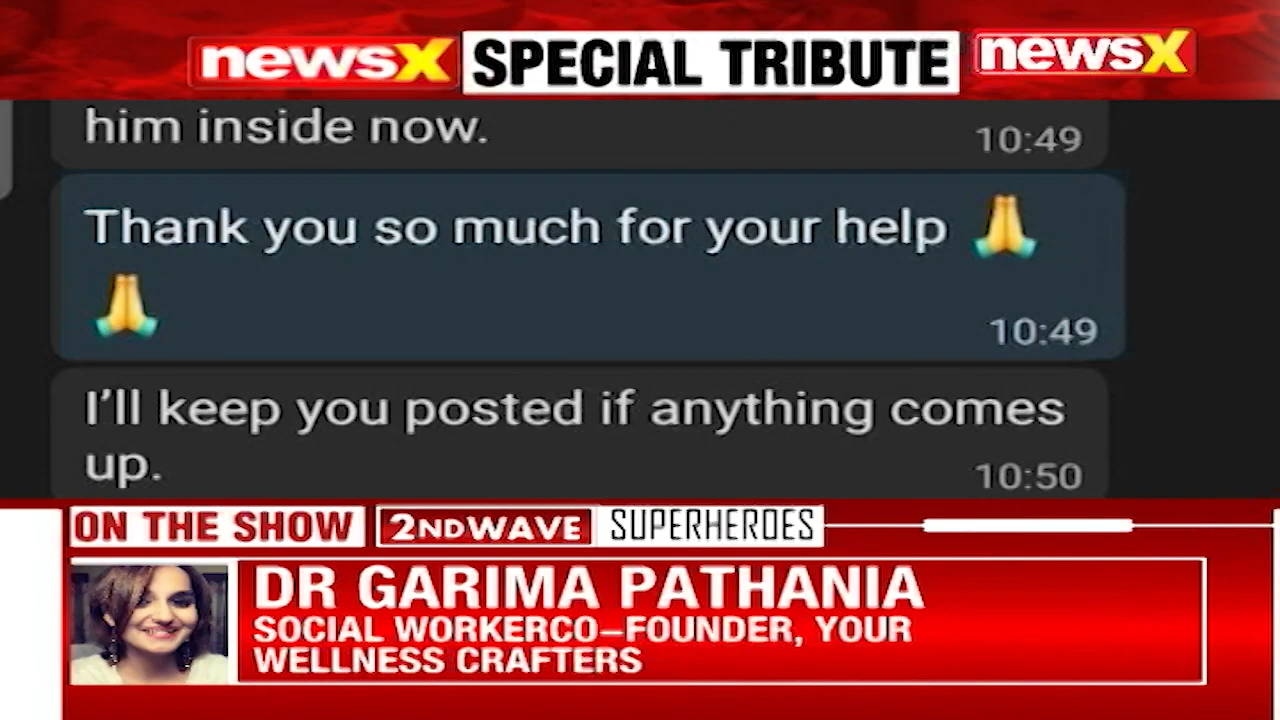 newsX SPECIAL TRIBUTE newsX
him inside now.
10:49
Thank you so much for your help 🙏
🙏
10:49
I'll keep you posted if anything comes
up.
10:50
ON THE SHOW 2NDWAVE SUPERHEROES
DR GARIMA PATHANIA
SOCIAL WORKERCO-FOUNDER, YOUR
WELLNESS CRAFTERS